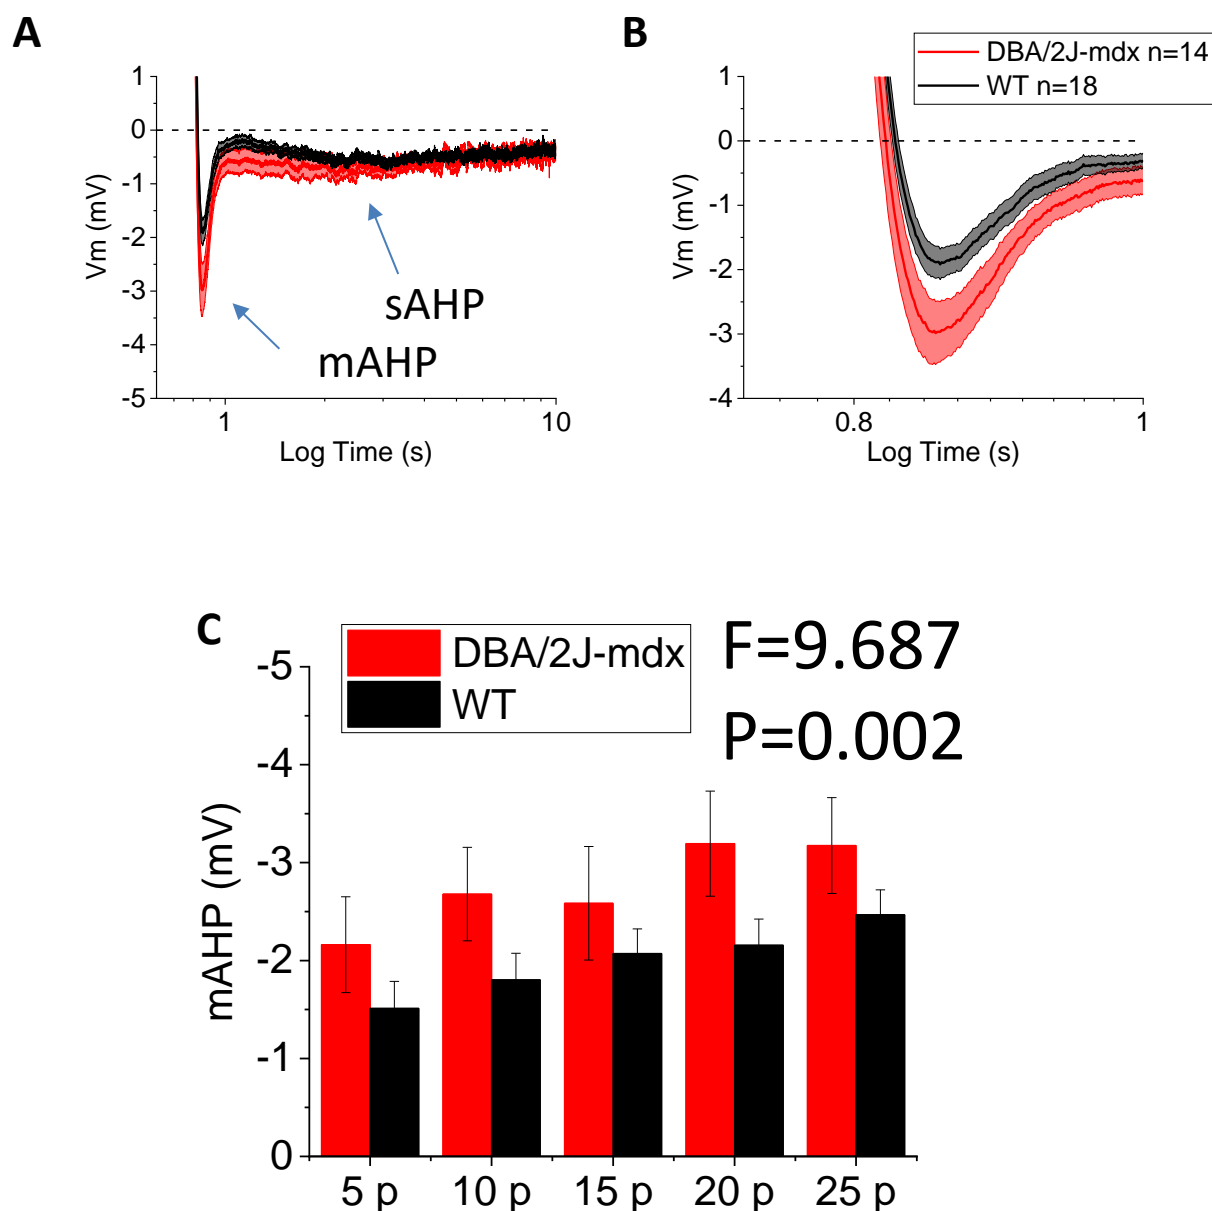 A
1
0
-1
-2
-3
-4
-5
Vm (mV)
sAHP
mAHP
1
10
Log Time (s)
B
DBA/2J-mdx n=14
WT n=18
1
0
-1
-2
-3
-4
Vm (mV)
0.8
1
Log Time (s)
C
DBA/2J-mdx
WT
F=9.687
P=0.002
-5
-4
-3
-2
-1
0
mAHP (mV)
5 p
10 p
15 p
20 p
25 p